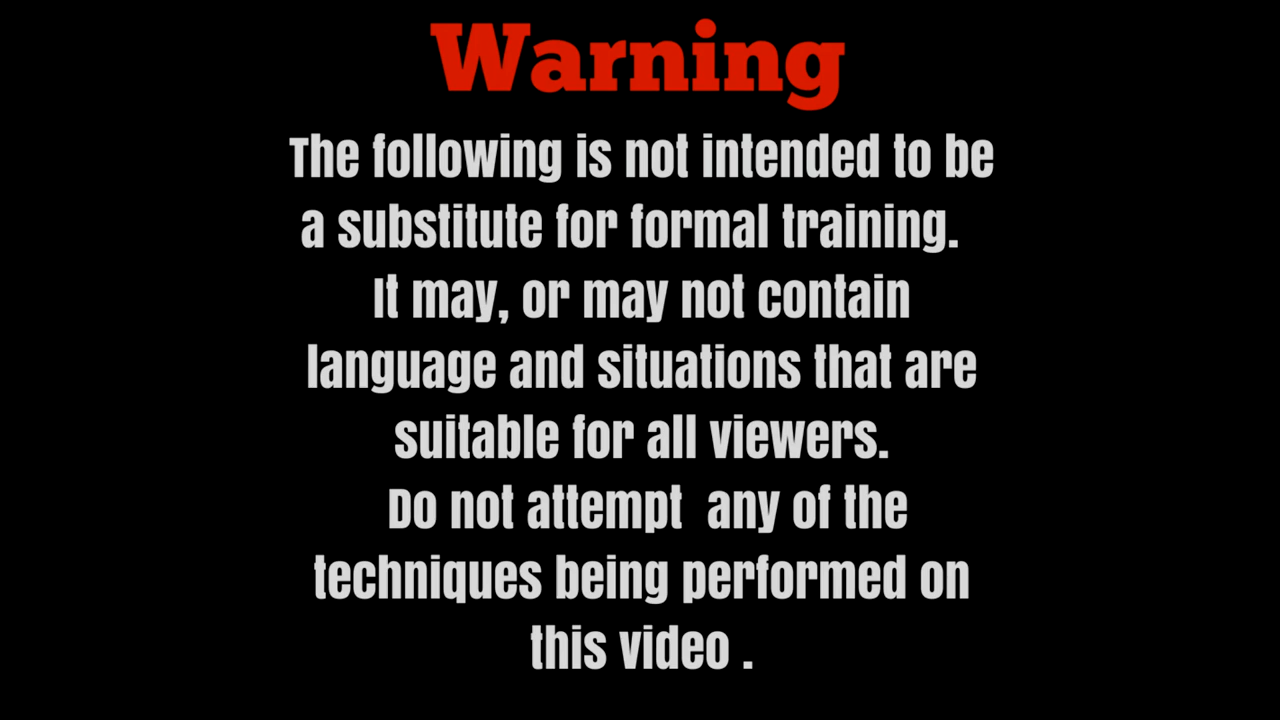 Warning
The following is not intended to be
a substitute for formal training.
It may, or may not contain
language and situations that are
suitable for all viewers.
Do not attempt  any of the
techniques being performed on
this video .